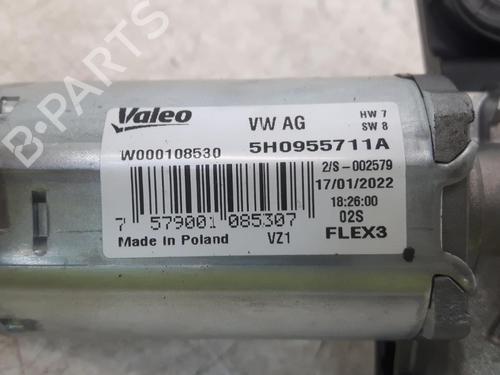 B-PARTS
Valeo
VW AG
HW 7
SW 8
W000108530
5H0955711A
2/S -002579
17/01/2022
18:26:00
02S
7 579001 085307
Made In Poland
VZ1
FLEX3